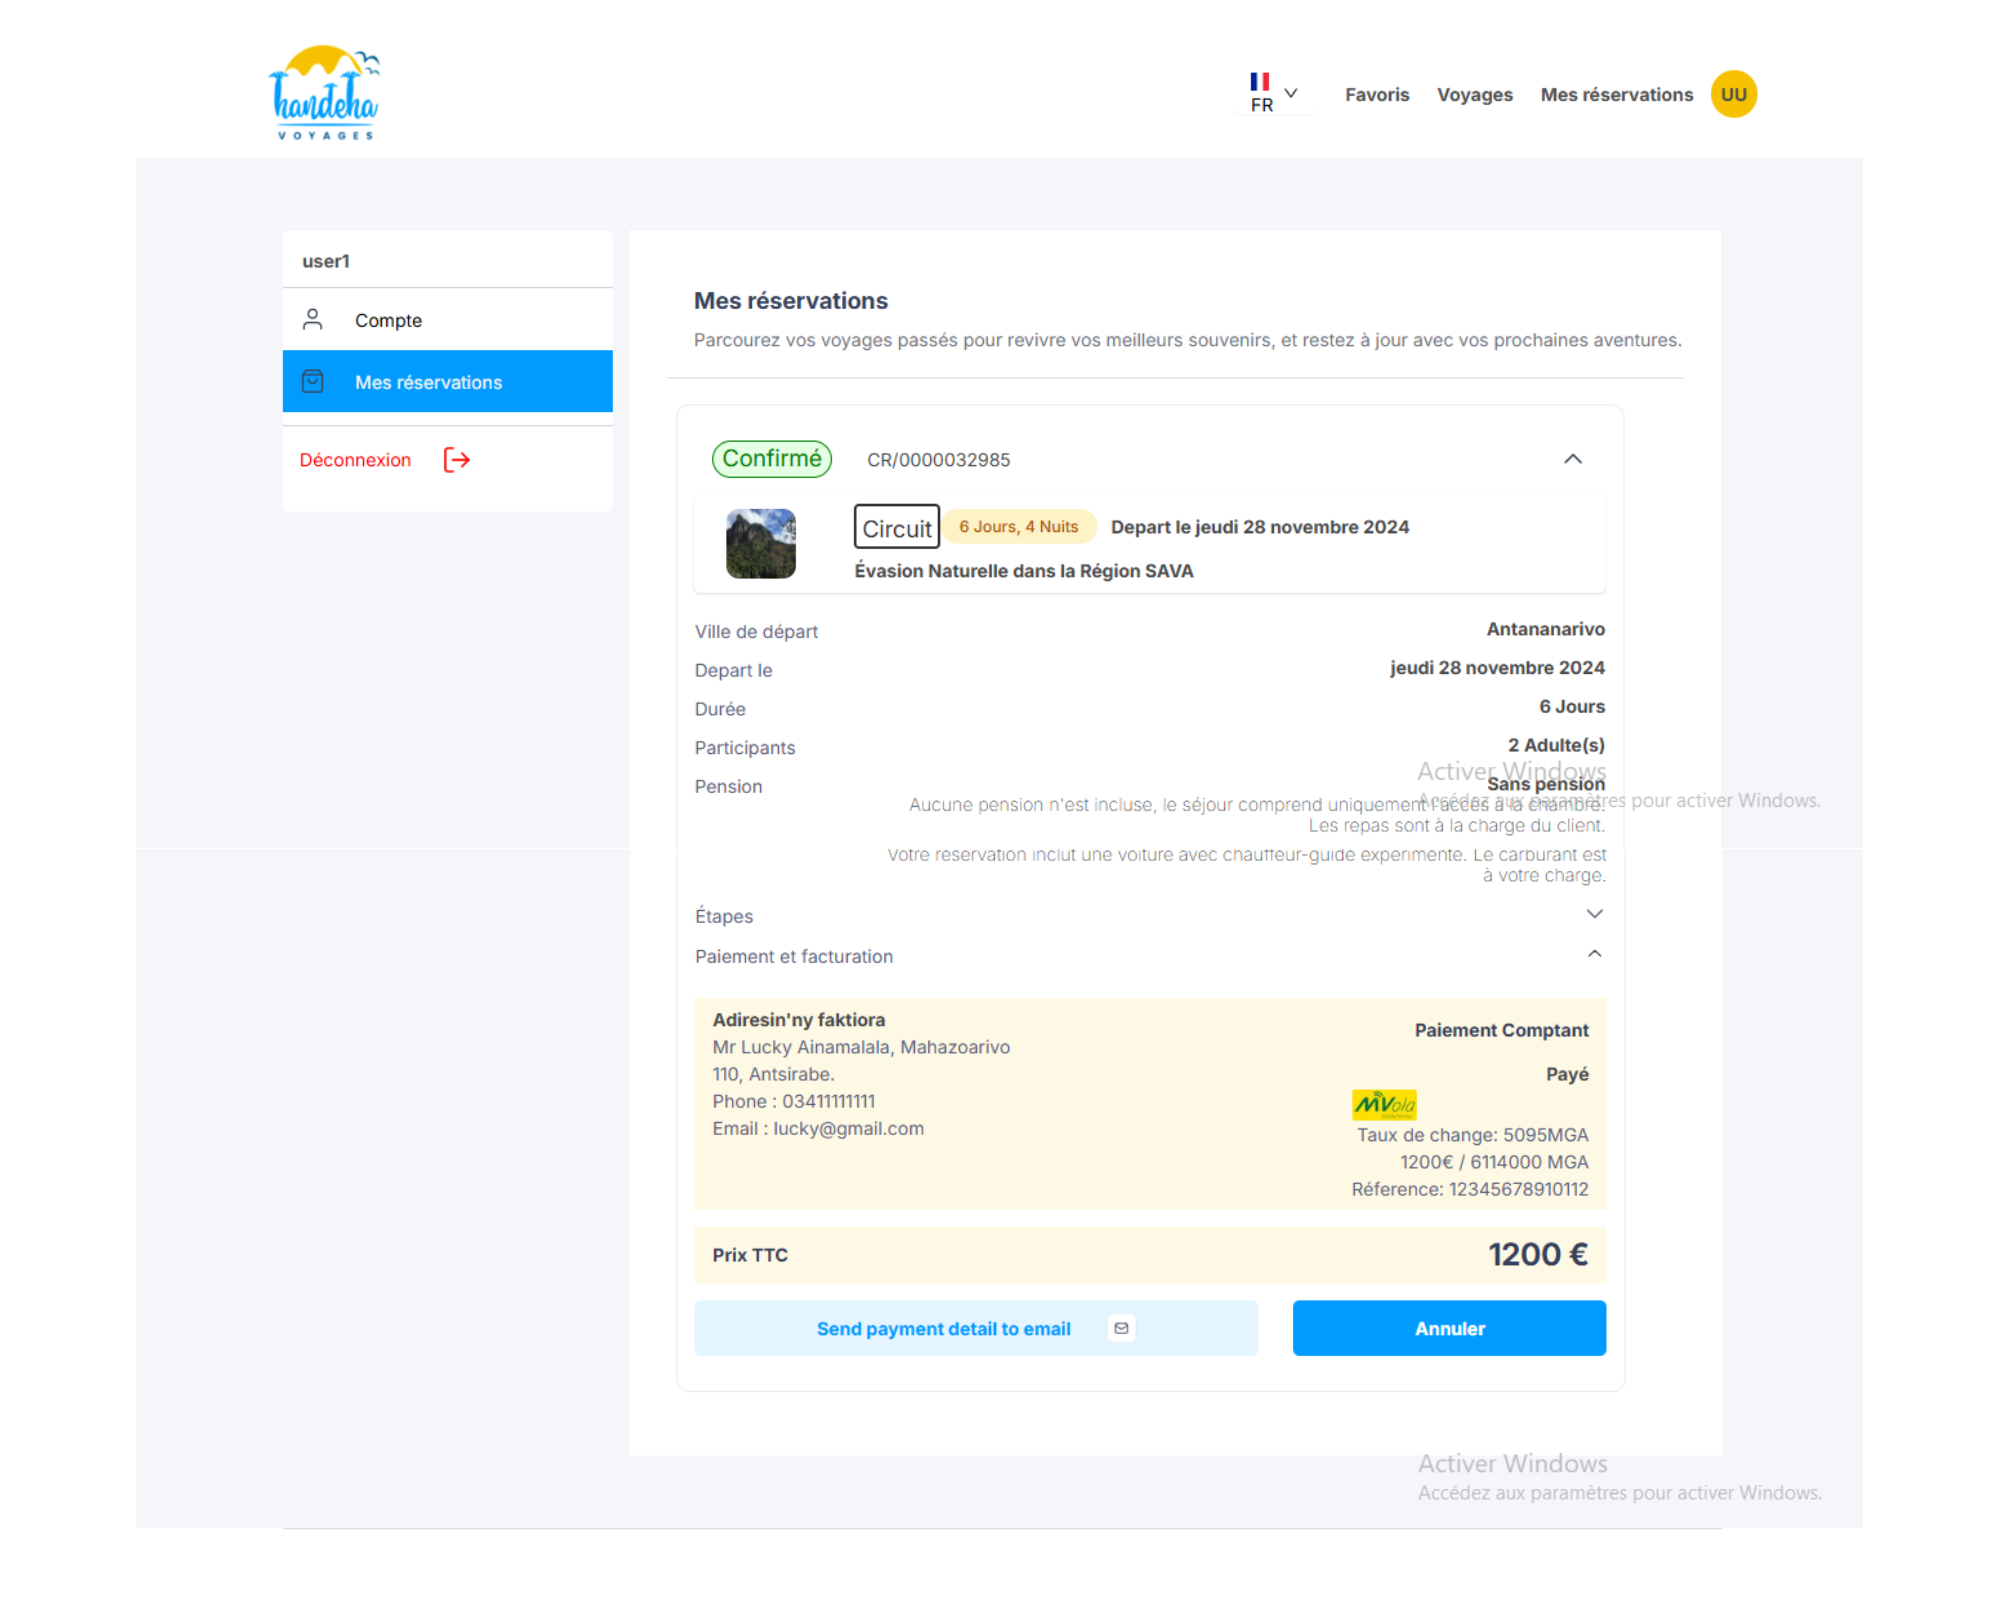 handeha
VOYAGES
FR
Favoris
Voyages
Mes réservations
UU
user1
Compte
Mes réservations
Déconnexion
Mes réservations
Parcourez vos voyages passés pour revivre vos meilleurs souvenirs, et restez à jour avec vos prochaines aventures.
Confirmé
CR/0000032985
Circuit
6 Jours, 4 Nuits
Depart le jeudi 28 novembre 2024
Évasion Naturelle dans la Région SAVA
Ville de départ
Antananarivo
Depart le
jeudi 28 novembre 2024
Durée
6 Jours
Participants
2 Adulte(s)
Pension
Sans pension
Activer Windows
Accédez aux paramètres pour activer Windows.
Aucune pension n'est incluse, le séjour comprend uniquement l'accès à la chambre.
Les repas sont à la charge du client.
Votre reservation inclut une voiture avec chauffeur-guide experimente. Le carburant est
à votre charge.
Étapes
Paiement et facturation
Adiresin'ny faktiora
Mr Lucky Ainamalala, Mahazoarivo
110, Antsirabe.
Phone : 03411111111
Email : lucky@gmail.com
Paiement Comptant
Payé
MVola
Taux de change: 5095MGA
1200€ / 6114000 MGA
Réference: 12345678910112
Prix TTC
1200 €
Send payment detail to email
Annuler
Activer Windows
Accédez aux paramètres pour activer Windows.